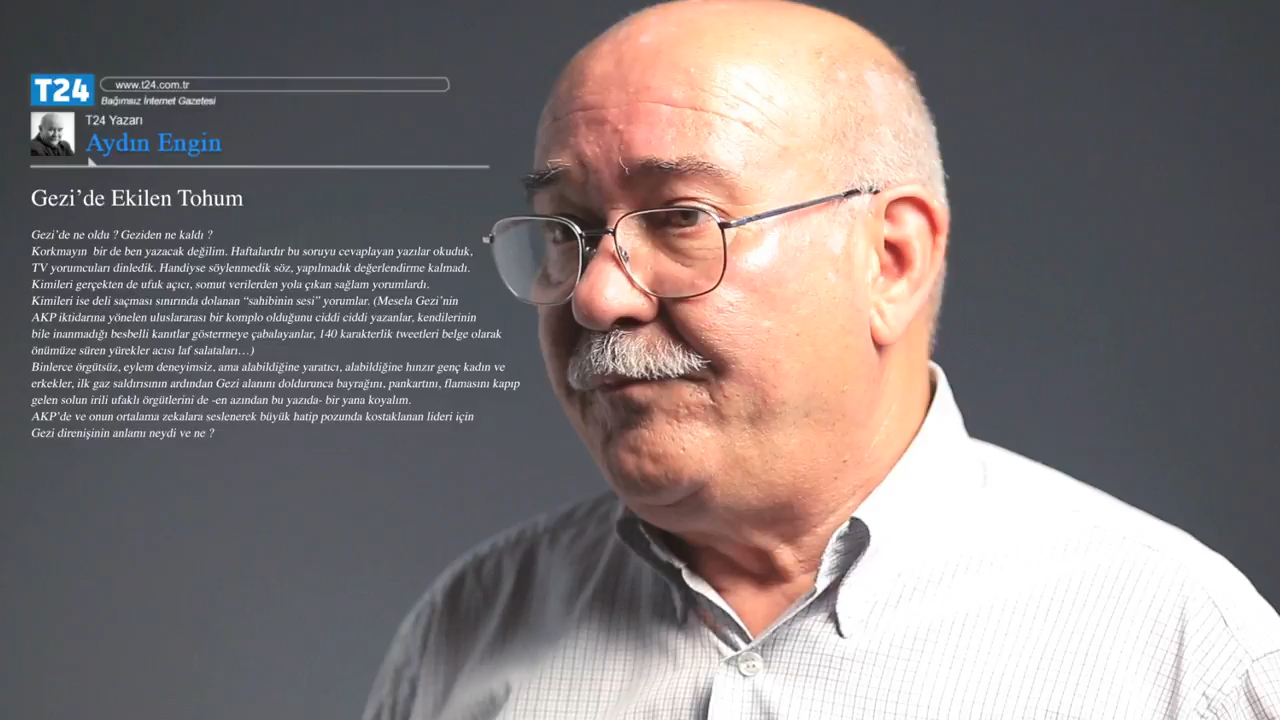 T24
www.t24.com.tr
Bağımsız İnternet Gazetesi
T24 Yazarı
Aydın Engin
Gezi’de Ekilen Tohum
Gezi’de ne oldu ? Geziden ne kaldı ?
Korkmayın bir de ben yazacak değilim. Haftalardır bu soruyu cevaplayan yazılar okuduk,
TV yorumcuları dinledik. Handiyse söylenmedik söz, yapılmadık değerlendirme kalmadı.
Kimileri gerçekten de ufuk açıcı, somut verilerden yola çıkan sağlam yorumlardı.
Kimileri ise deli saçması sınırında dolanan “sahibinin sesi” yorumlar. (Mesela Gezi’nin
AKP iktidarına yönelen uluslararası bir komplo olduğunu ciddi ciddi yazanlar, kendilerinin
bile inanmadığı besbelli kanıtlar göstermeye çabalayanlar, 140 karakterlik tweetleri belge olarak
önümüze süren yürekler acısı laf salataları…)
Binlerce örgütsüz, eylem deneyimsiz, ama alabildiğine yaratıcı, alabildiğine hınzır genç kadın ve
erkekler, ilk gaz saldırısının ardından Gezi alanını doldurunca bayrağını, pankartını, flamasını kapıp
gelen solun irili ufaklı örgütlerini de -en azından bu yazıda- bir yana koyalım.
AKP’de ve onun ortalama zekalara seslenerek büyük hatip pozunda kostaklanan lideri için
Gezi direnişinin anlamı neydi ve ne ?